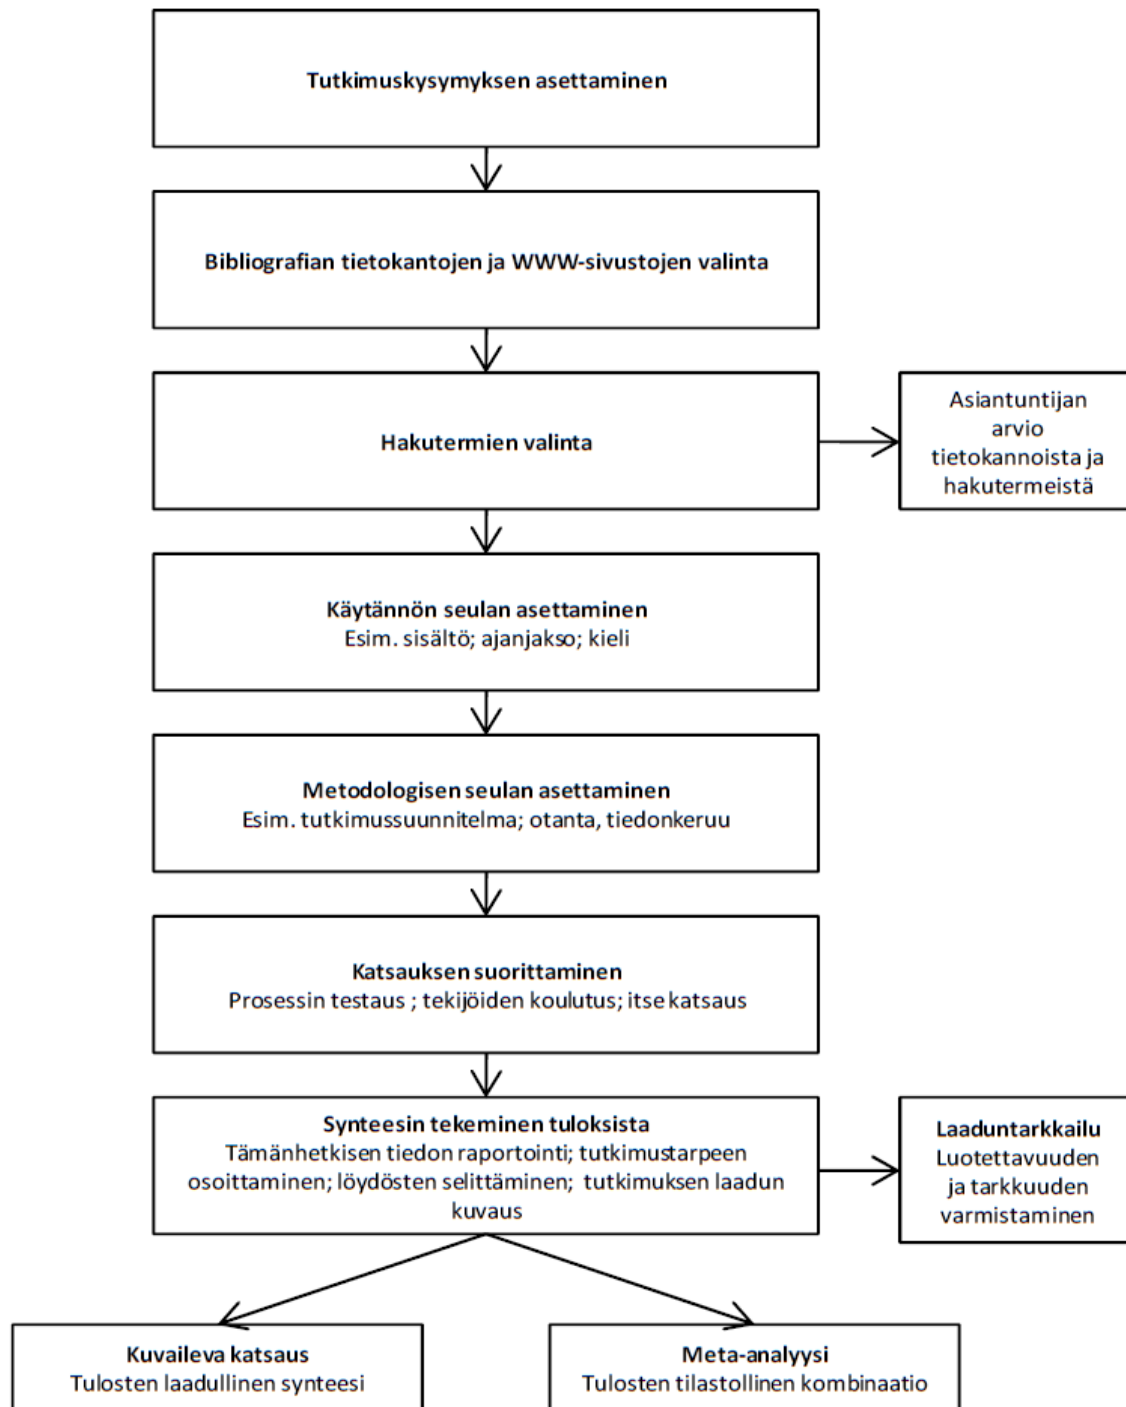 Tutkimuskysymyksen asettaminen
Bibliografian tietokantojen ja WWW-sivustojen valinta
Hakutermien valinta
Asiantuntijan
arvio
tietokannoista ja
hakutermeistä
Käytännön seulan asettaminen
Esim. sisältö; ajanjakso; kieli
Metodologisen seulan asettaminen
Esim. tutkimussuunnitelma; otanta, tiedonkeruu
Katsauksen suorittaminen
Prosessin testaus ; tekijöiden koulutus; itse katsaus
Synteesin tekeminen tuloksista
Tämänhetkisen tiedon raportointi; tutkimustarpeen
osoittaminen; löydösten selittäminen; tutkimuksen laadun
kuvaus
Laaduntarkkailu
Luotettavuuden
ja tarkkuuden
varmistaminen
Kuvaileva katsaus
Tulosten laadullinen synteesi
Meta-analyysi
Tulosten tilastollinen kombinaatio